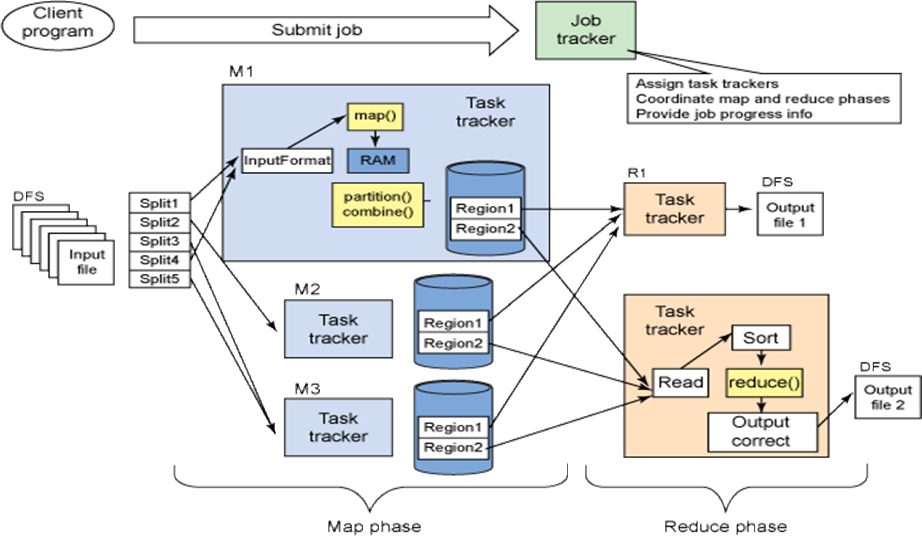 Client
program
Submit job
Job
tracker
Assign task trackers
Coordinate map and reduce phases
Provide job progress info
M1
Task
tracker
map()
InputFormat
RAM
partition()
combine()
Region1
Region2
DFS
Input
file
Split1
Split2
Split3
Split4
Split5
M2
Task
tracker
Region1
Region2
M3
Task
tracker
Region1
Region2
R1
Task
tracker
DFS
Output
file 1
Task
tracker
Sort
Read
reduce()
Output
correct
DFS
Output
file 2
Map phase
Reduce phase